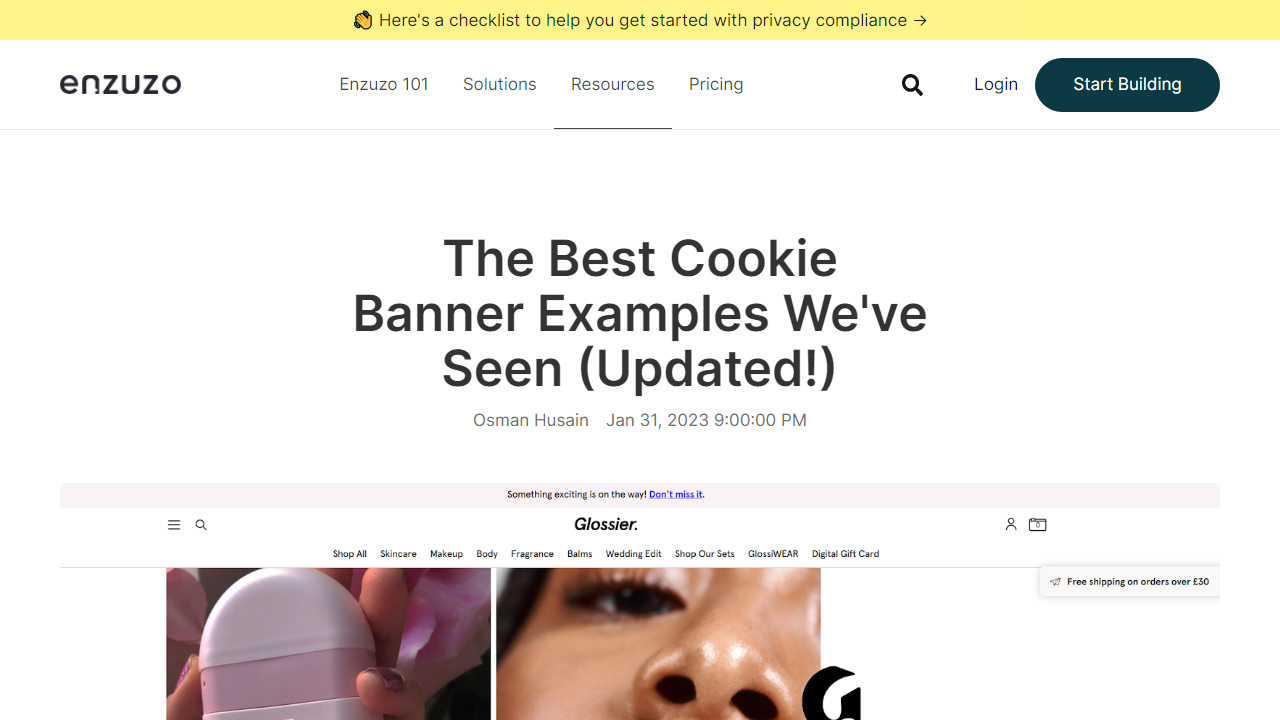 👋 Here's a checklist to help you get started with privacy compliance →
enzuzo
Enzuzo 101 Solutions Resources Pricing Login Start Building
The Best Cookie
Banner Examples We've
Seen (Updated!)
Osman Husain Jan 31, 2023 9:00:00 PM
Something exciting is on the way! Don't miss it.
Glossier.
0
Shop All Skincare Makeup Body Fragrance Balms Wedding Edit Shop Our Sets GlossiWEAR Digital Gift Card
Free shipping on orders over £30